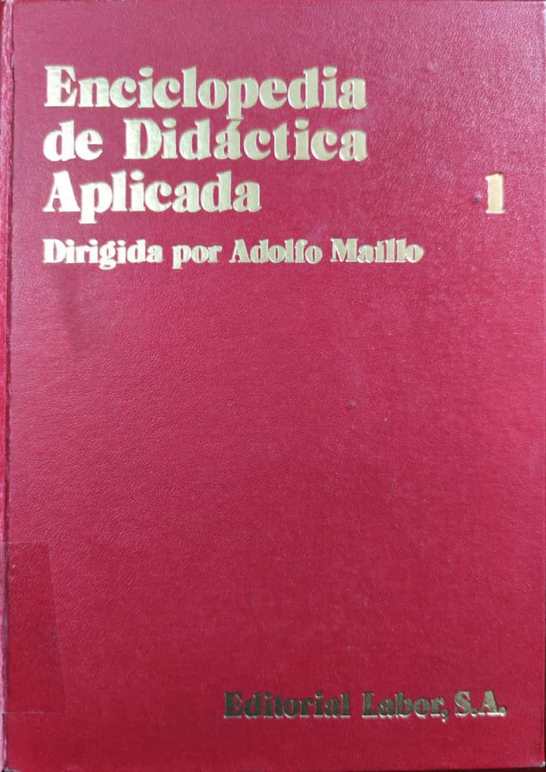 Enciclopedia
de Didáctica
Aplicada
1
Dirigida por Adolfo Maíllo
Editorial Labor, S.A.